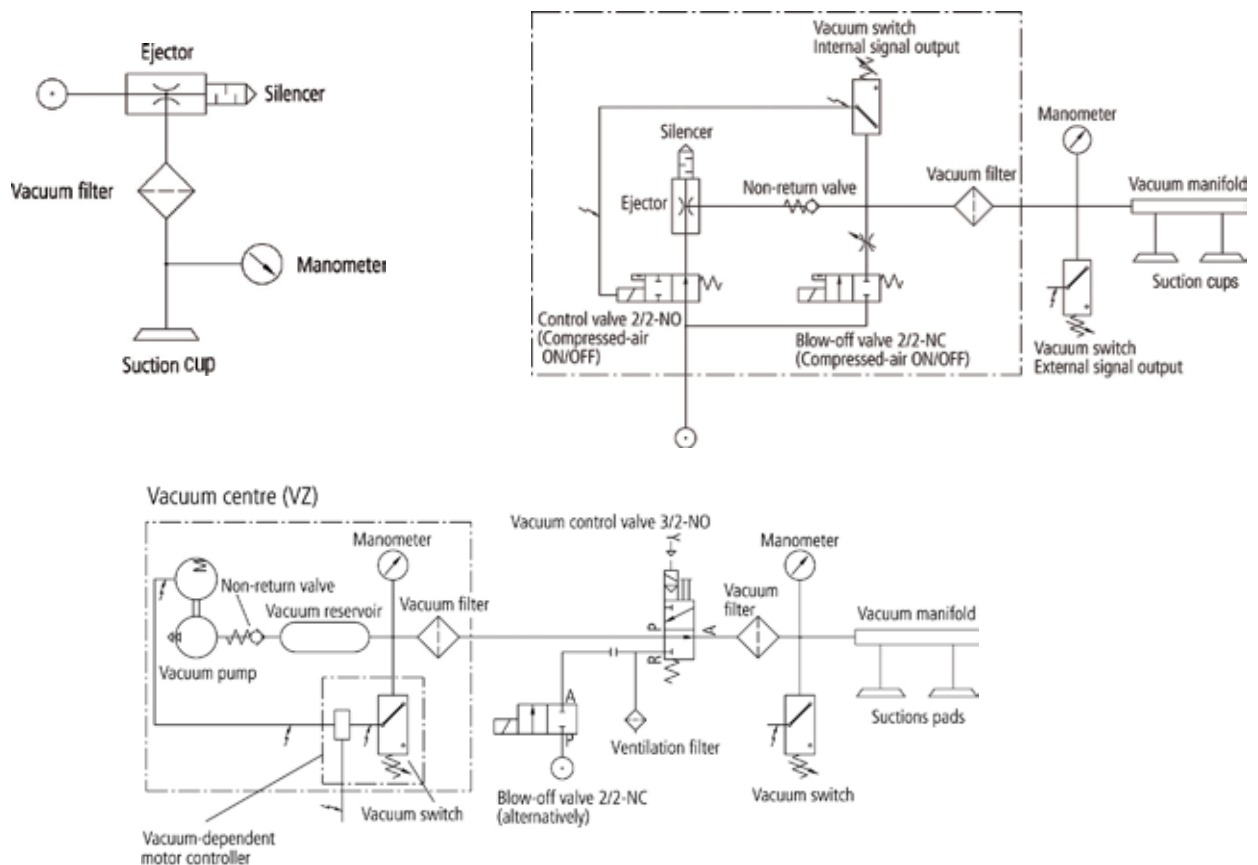 Ejector
Silencer
Vacuum filter
Manometer
Suction cup
Vacuum switch
Internal signal output
Silencer
Ejector
Non-return valve
Vacuum filter
Manometer
Vacuum manifold
Suction cups
Control valve 2/2-NO
(Compressed-air
ON/OFF)
Blow-off valve 2/2-NC
(Compressed-air ON/OFF)
Vacuum switch
External signal output
Vacuum centre (VZ)
Manometer
M
Non-return valve
Vacuum reservoir
Vacuum filter
Vacuum pump
Vacuum switch
Vacuum-dependent
motor controller
Vacuum control valve 3/2-NO
Y
P
A
R
A
P
Blow-off valve 2/2-NC
(alternatively)
Ventilation filter
Vacuum
filter
Manometer
Vacuum manifold
Suctions pads
Vacuum switch